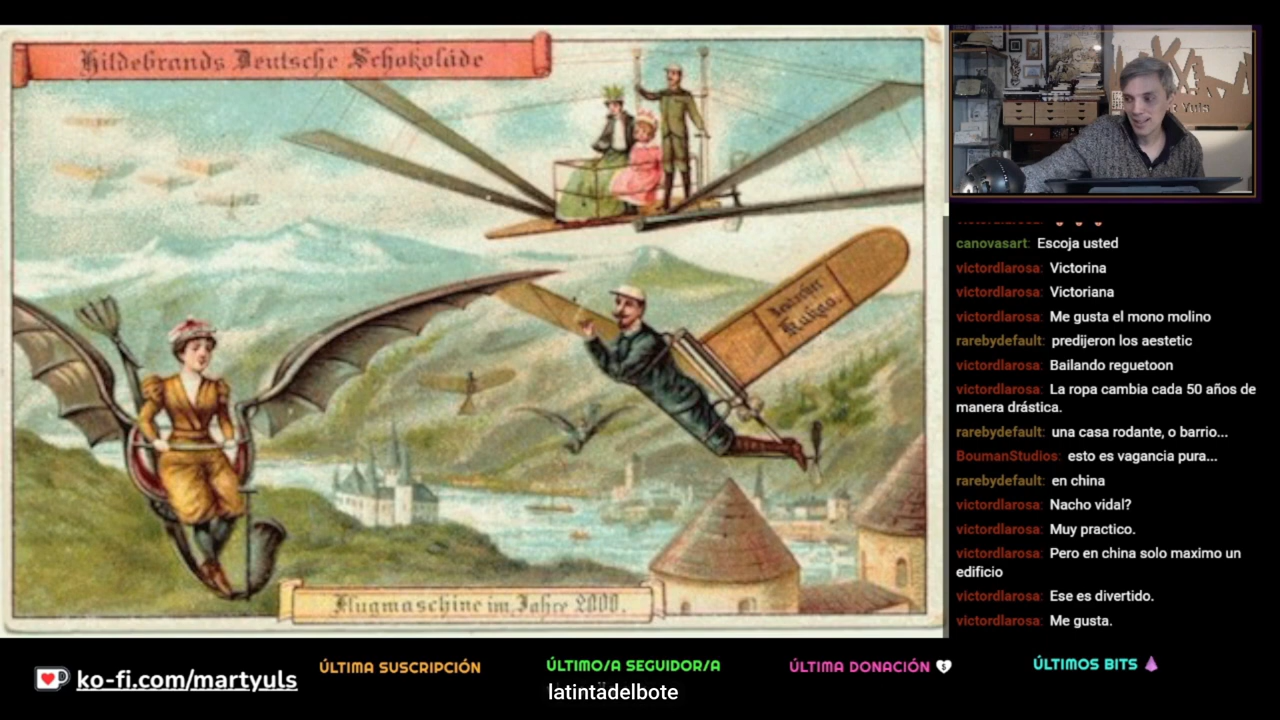 Hildebrands Deutsche Schokolade
Deutscher
Kakao.
Flugmaschine im Jahre 2000.
canovasart: Escoja usted
victordlarosa: Victorina
victordlarosa: Victoriana
victordlarosa: Me gusta el mono molino
rarebydefault: predijeron los aestetic
victordlarosa: Bailando reguetoon
victordlarosa: La ropa cambia cada 50 años de
manera drástica.
rarebydefault: una casa rodante, o barrio...
BoumanStudios: esto es vagancia pura...
rarebydefault: en china
victordlarosa: Nacho vidal?
victordlarosa: Muy practico.
victordlarosa: Pero en china solo maximo un
edificio
victordlarosa: Ese es divertido.
victordlarosa: Me gusta.
ko-fi.com/martyuls
ÚLTIMA SUSCRIPCIÓN
ÚLTIMO/A SEGUIDOR/A
latintädelbote
ÚLTIMA DONACIÓN
ÚLTIMOS BITS